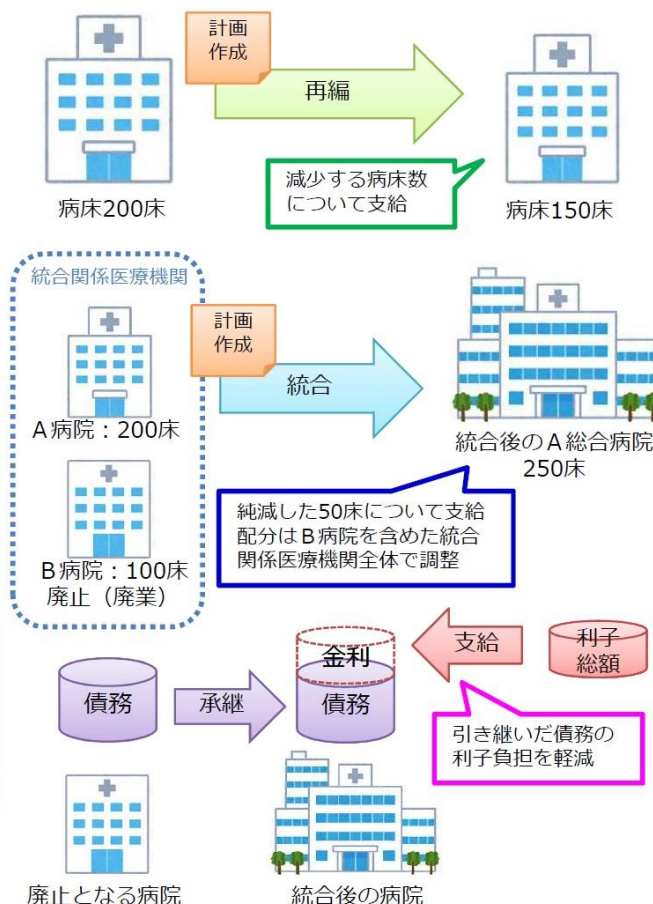 計画
作成
再編
減少する病床数
について支給
病床200床
病床150床
統合関係医療機関
計画
作成
統合
A病院：200床
統合後のA総合病院
250床
純減した50床について支給
配分はB病院を含めた統合
関係医療機関全体で調整
B病院：100床
廃止（廃業）
支給
利子
総額
金利
債務
承継
債務
引き継いだ債務の
利子負担を軽減
廃止となる病院
統合後の病院